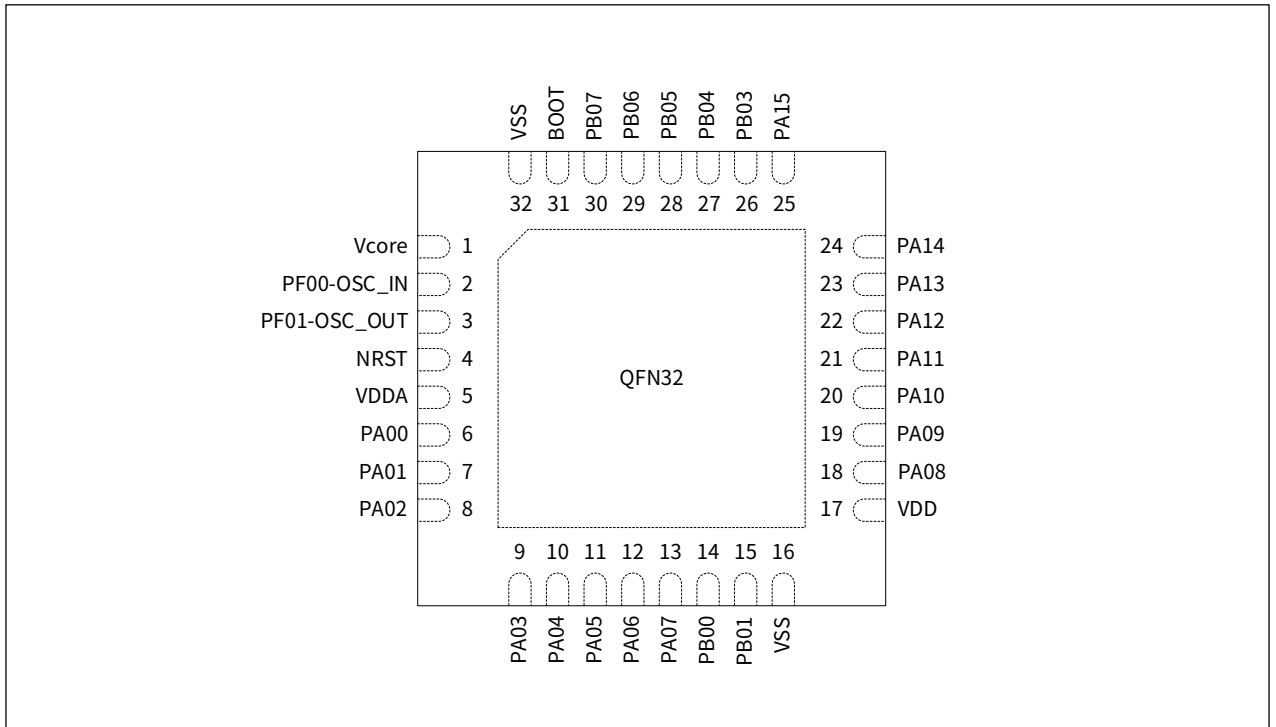 VSS BOOT PB07 PB06 PB05 PB04 PB03 PA15
32 31 30 29 28 27 26 25
Vcore 1 24 PA14
PF00-OSC_IN 2 23 PA13
PF01-OSC_OUT 3 22 PA12
NRST 4 21 PA11
QFN32
VDDA 5 20 PA10
PA00 6 19 PA09
PA01 7 18 PA08
PA02 8 17 VDD
9 10 11 12 13 14 15 16
PA03 PA04 PA05 PA06 PA07 PB00 PB01 VSS